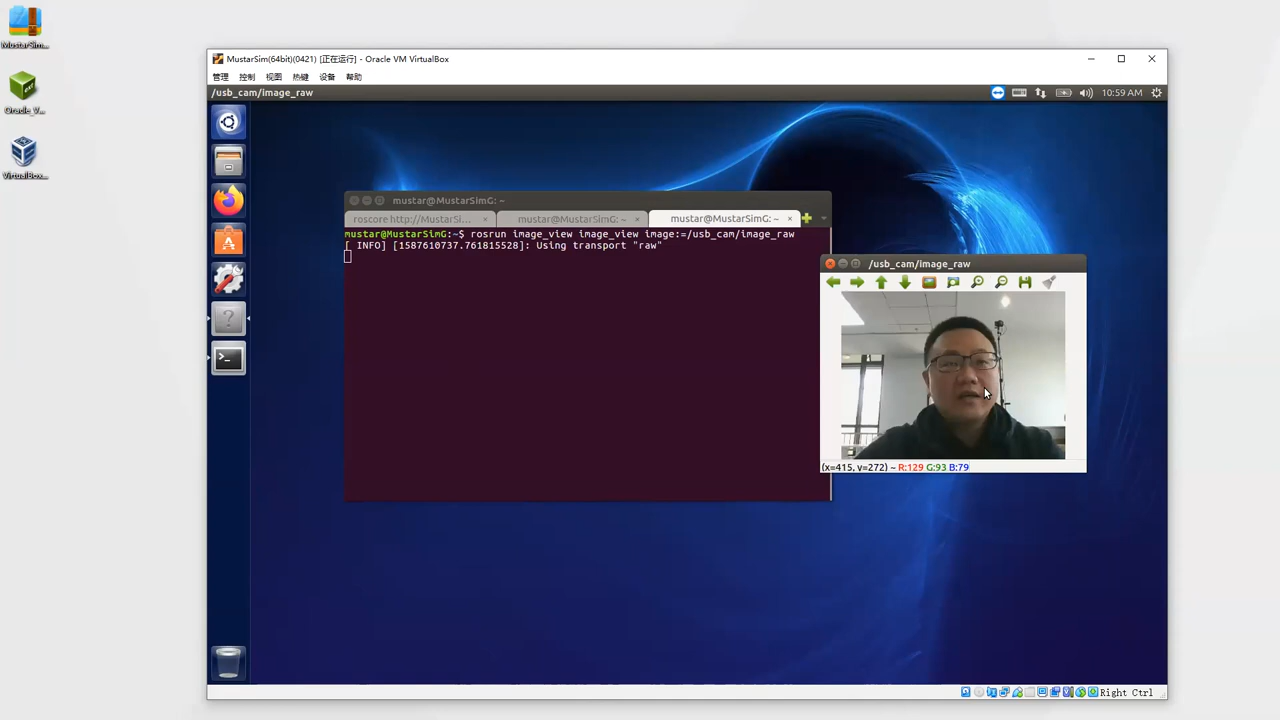 MustarSim...
Oracle_V...
VirtualBox...
MustarSim(64bit)(0421) [正在运行] - Oracle VM VirtualBox
管理 控制 视图 热键 设备 帮助
/usb_cam/image_raw
10:59 AM
mustar@MustarSimG: ~
roscore http://MustarSi...
mustar@MustarSimG: ~
mustar@MustarSimG: ~
mustar@MustarSimG:~$ rosrun image_view image_view image:=/usb_cam/image_raw
[ INFO] [1587610737.761815528]: Using transport "raw"
/usb_cam/image_raw
(x=415, y=272) ~ R:129 G:93 B:79
Right Ctrl